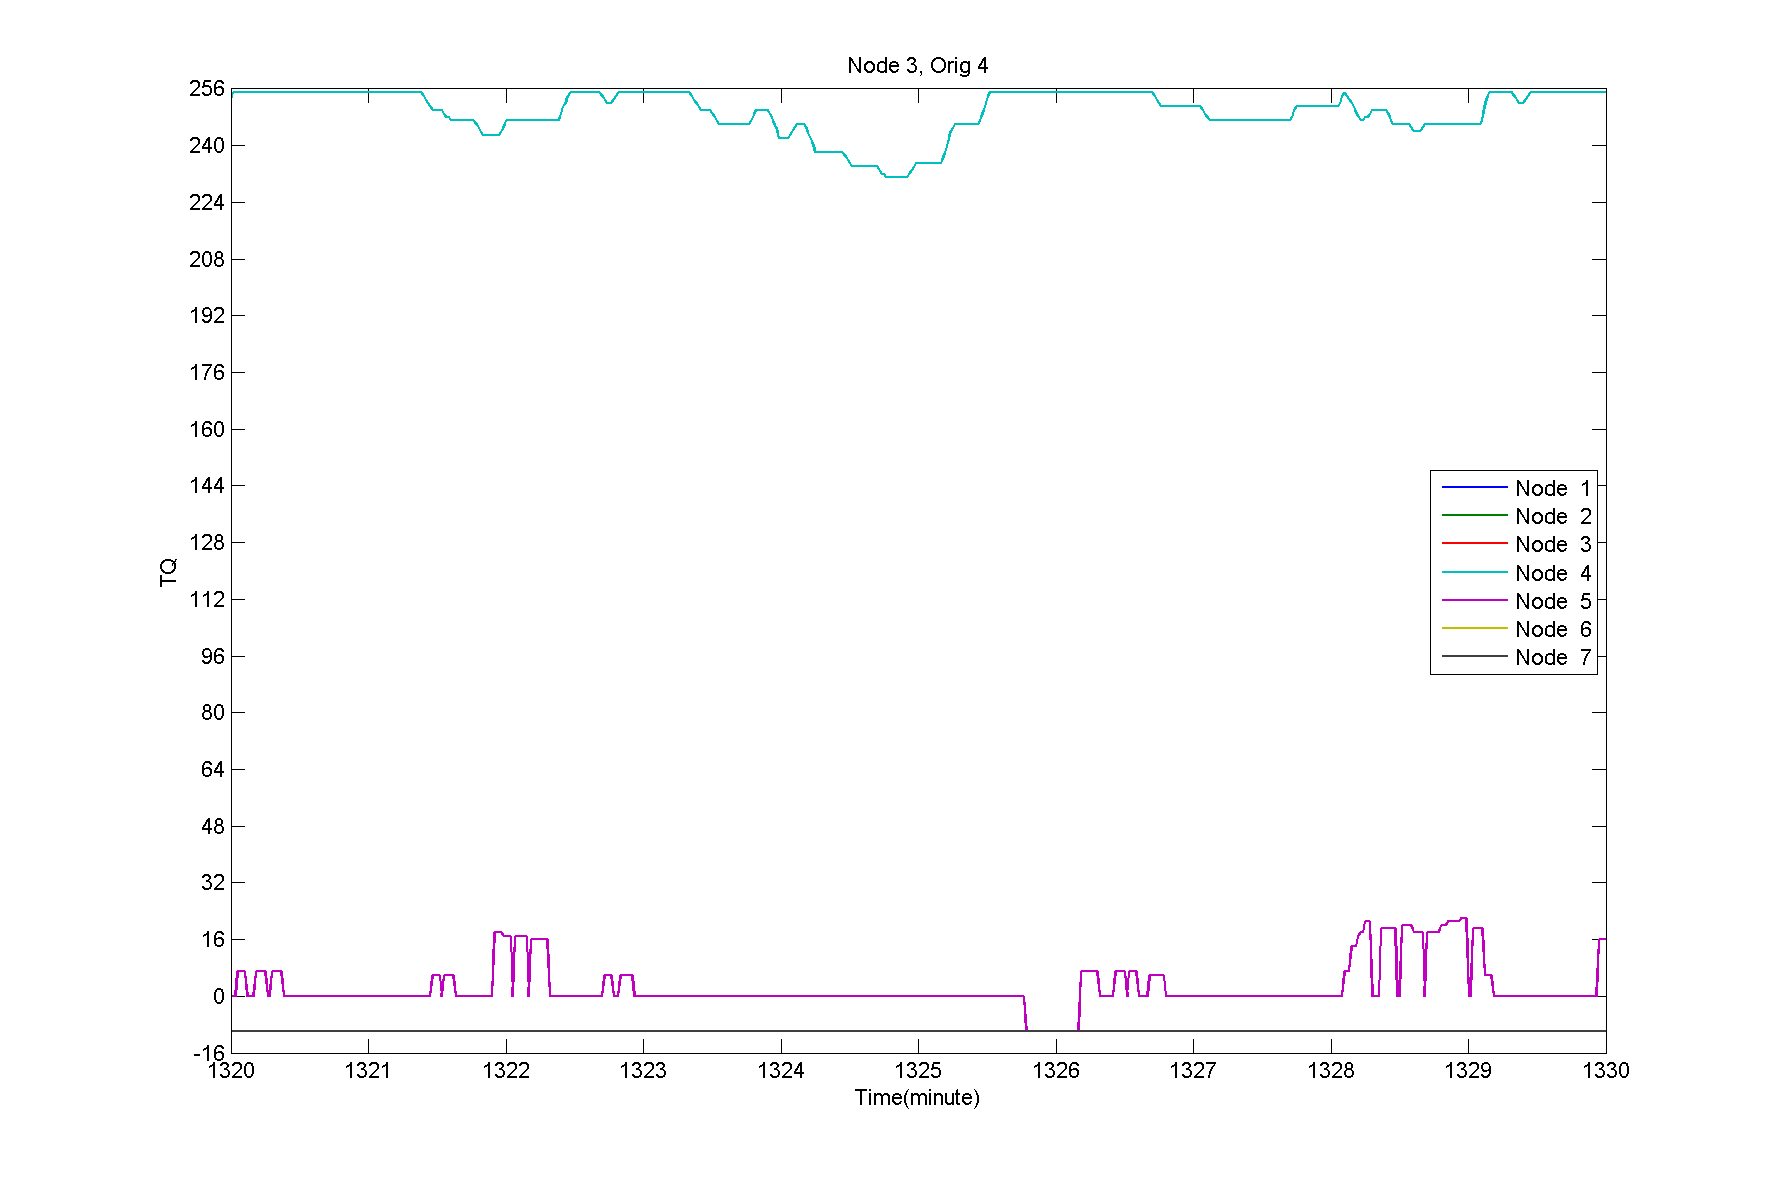 Node 3, Orig 4
256
240
224
208
192
176
160
144
128
112
96
80
64
48
32
16
0
-16
TQ
Node 1
Node 2
Node 3
Node 4
Node 5
Node 6
Node 7
1320 1321 1322 1323 1324 1325 1326 1327 1328 1329 1330
Time(minute)